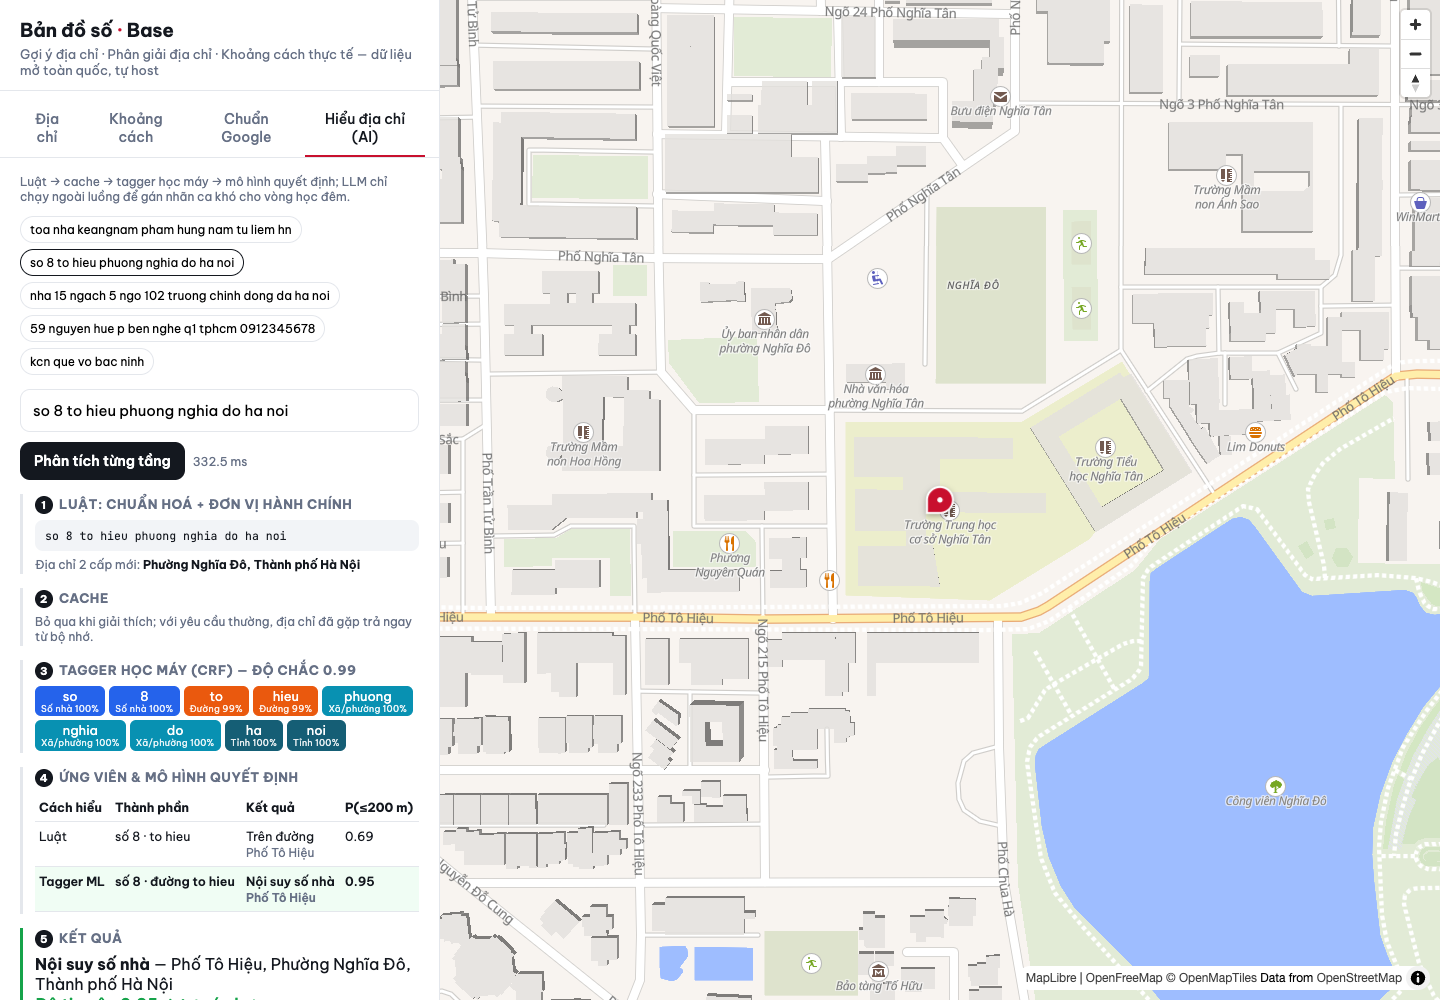 Bản đồ số · Base
Gợi ý địa chỉ · Phân giải địa chỉ · Khoảng cách thực tế — dữ liệu
mở toàn quốc, tự host
Địa
chỉ
Khoảng
cách
Chuẩn
Google
Hiểu địa chỉ
(AI)
Luật → cache → tagger học máy → mô hình quyết định; LLM chỉ
chạy ngoài luồng để gán nhãn ca khó cho vòng học đêm.
toa nha keangnam pham hung nam tu liem hn
so 8 to hieu phuong nghia do ha noi
nha 15 ngach 5 ngo 102 truong chinh dong da ha noi
59 nguyen hue p ben nghe q1 tphcm 0912345678
kcn que vo bac ninh
so 8 to hieu phuong nghia do ha noi
Phân tích từng tầng
332.5 ms
1 LUẬT: CHUẨN HOÁ + ĐƠN VỊ HÀNH CHÍNH
so 8 to hieu phuong nghia do ha noi
Địa chỉ 2 cấp mới: Phường Nghĩa Đô, Thành phố Hà Nội
2 CACHE
Bỏ qua khi giải thích; với yêu cầu thường, địa chỉ đã gặp trả ngay
từ bộ nhớ.
3 TAGGER HỌC MÁY (CRF) — ĐỘ CHẮC 0.99
so
Số nhà 100%
8
Số nhà 100%
to
Đường 99%
hieu
Đường 99%
phuong
Xã/phường 100%
nghia
Xã/phường 100%
do
Xã/phường 100%
ha
Tỉnh 100%
noi
Tỉnh 100%
4 ỨNG VIÊN & MÔ HÌNH QUYẾT ĐỊNH
Cách hiểu Thành phần Kết quả P(≤200 m)
Luật số 8 · to hieu Trên đường 0.69
Phố Tô Hiệu
Tagger ML số 8 · đường to hieu Nội suy số nhà 0.95
Phố Tô Hiệu
5 KẾT QUẢ
Nội suy số nhà — Phố Tô Hiệu, Phường Nghĩa Đô,
Thành phố Hà Nội
Tử Bình
oàng Quốc Việt
Ngõ 24 Phố Nghĩa Tân
Phố N
Bưu điện Nghĩa Tân
Ngõ 3 Phố Nghĩa Tân
Ngõ 3
Phố Nghĩa Tân
Trường Mầm
non Ánh Sao
WinMart
Phố Nghĩa Tân
Bình
NGHĨA ĐÔ
Ủy ban nhân dân
phường Nghĩa Đô
Nhà văn hóa
phường Nghĩa Tân
Phố Tô Hiệu
Lim Donuts
Sắc
Trường Mầm
non Hoa Hồng
Trường Tiểu
học Nghĩa Tân
Phố Trần Tử Bình
Trường Trung học
cơ sở Nghĩa Tân
Phố Tô Hiệu
Phương
Nguyên Quán
Hiệu
Phố Tô Hiệu
Phố Tô Hiệu
Ngõ 215 Phố Tô Hiệu
Ngõ 233 Phố Tô Hiệu
Công viên Nghĩa Đô
Phố Chùa Hà
guyễn Đổ Cung
Bảo tàng Tố Hữu
MapLibre | OpenFreeMap © OpenMapTiles Data from OpenStreetMap